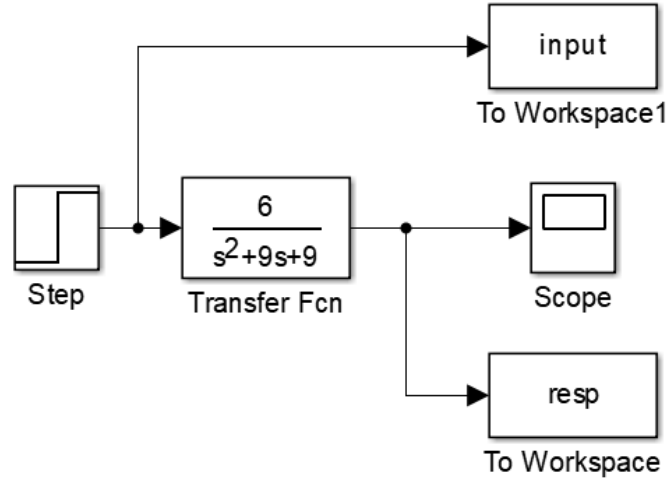 input
To Workspace1
6
s²+9s+9
Step
Transfer Fcn
Scope
resp
To Workspace